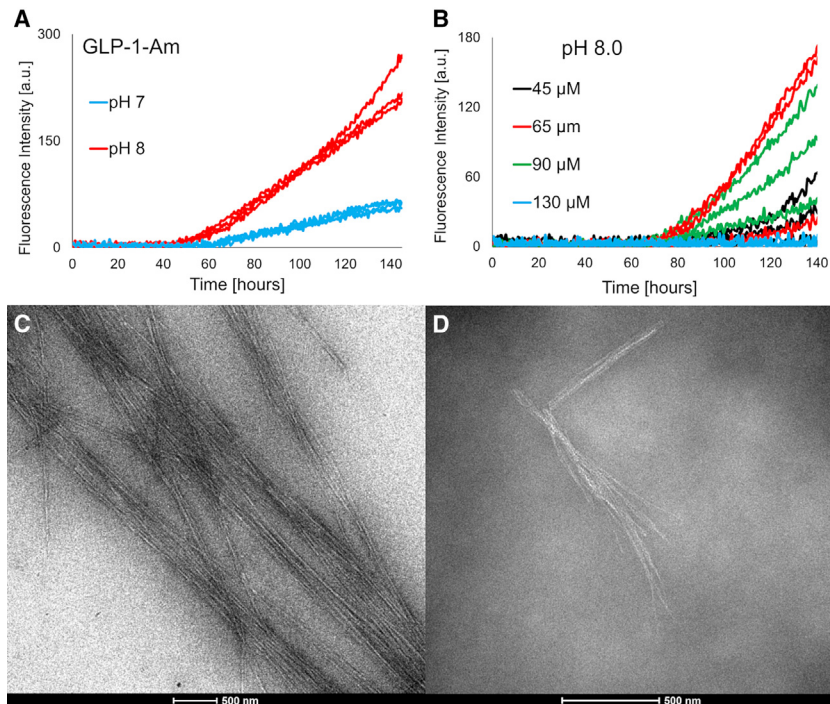 A
GLP-1-Am
pH 7
pH 8
Fluorescence Intensity [a.u.]
300
150
0
0 20 40 60 80 100 120 140
Time [hours]
B
pH 8.0
45 µM
65 µm
90 µM
130 µM
Fluorescence Intensity [a.u.]
180
120
60
0
0 20 40 60 80 100 120 140
Time [hours]
C
500 nm
D
500 nm